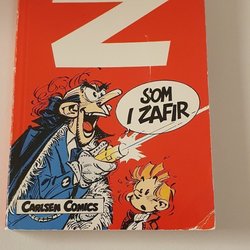 Z
SOM
I ZAFIR
CARLSEN COMICS